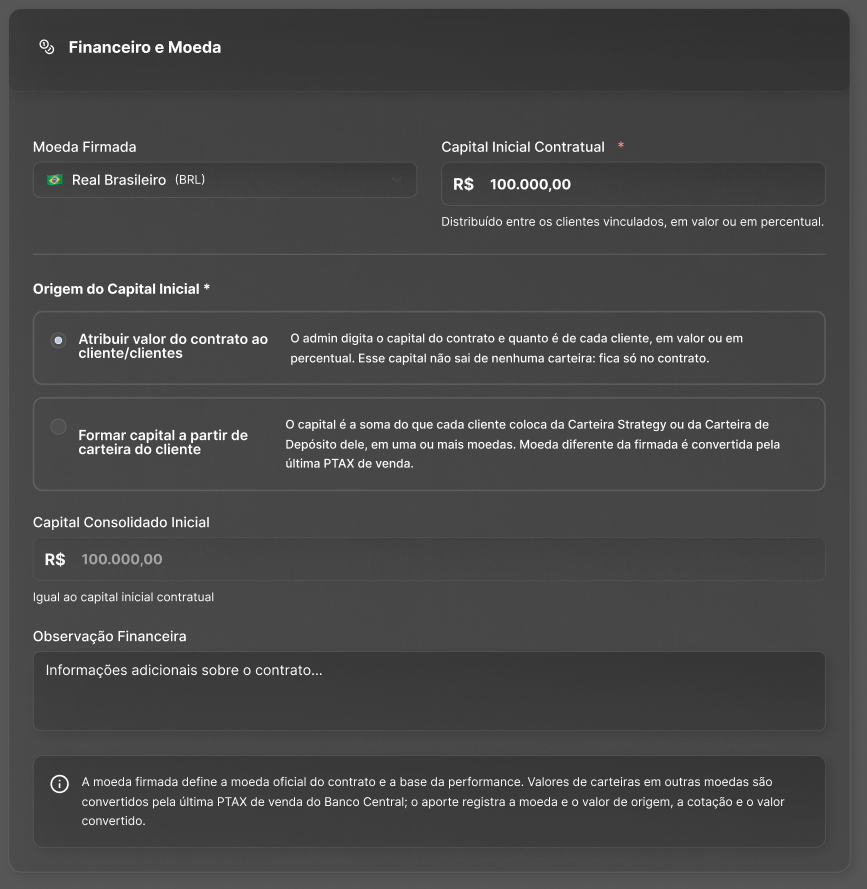 Financeiro e Moeda
Moeda Firmada
Real Brasileiro (BRL)
Capital Inicial Contratual *
R$ 100.000,00
Distribuído entre os clientes vinculados, em valor ou em percentual.
Origem do Capital Inicial *
Atribuir valor do contrato ao
cliente/clientes
O admin digita o capital do contrato e quanto é de cada cliente, em valor ou em
percentual. Esse capital não sai de nenhuma carteira: fica só no contrato.
Formar capital a partir de
carteira do cliente
O capital é a soma do que cada cliente coloca da Carteira Strategy ou da Carteira de
Depósito dele, em uma ou mais moedas. Moeda diferente da firmada é convertida pela
última PTAX de venda.
Capital Consolidado Inicial
R$ 100.000,00
Igual ao capital inicial contratual
Observação Financeira
Informações adicionais sobre o contrato...
A moeda firmada define a moeda oficial do contrato e a base da performance. Valores de carteiras em outras moedas são
convertidos pela última PTAX de venda do Banco Central; o aporte registra a moeda e o valor de origem, a cotação e o valor
convertido.